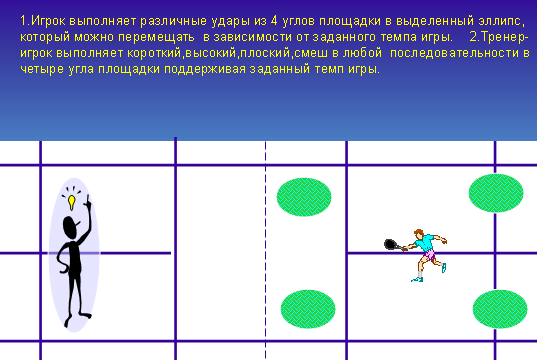 1.Игрок выполняет различные удары из 4 углов площадки в выделенный эллипс,
который можно перемещать в зависимости от заданного темпа игры. 2.Тренер-
игрок выполняет короткий,высокий,плоский,смеш в любой последовательности в
четыре угла площадки поддерживая заданный темп игры.